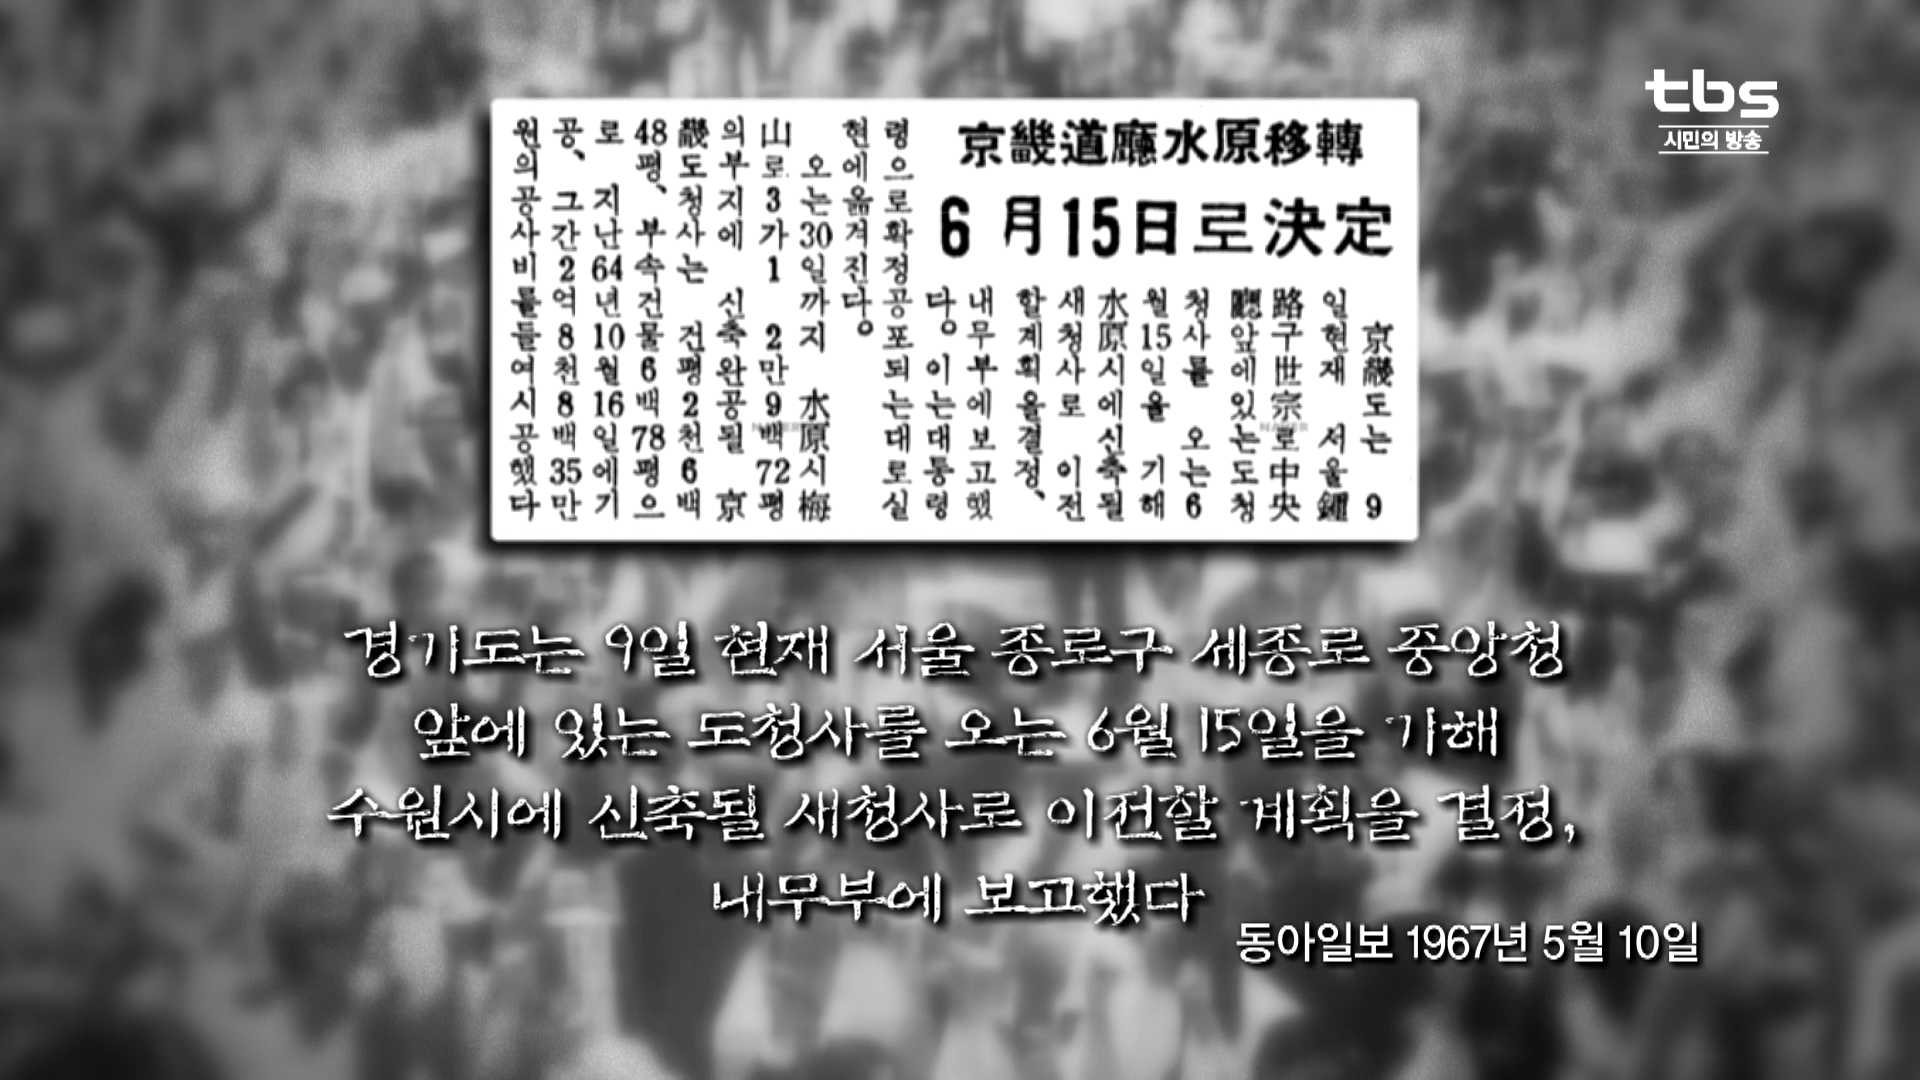 tbs
시민의 방송
京畿道廳水原移轉
6月15日로決定
京畿도는 9
일현재 서울鍾
路구世宗로中央
廳앞에있는도청
청사를 오는6
월15일을 기해
水原시에신축될
새청사로 이전
할계획을결정、
내무부에보고했
다。이는대통령
령으로확정공포되는대로실
현에옮겨진다。
오는30일까지 水原시梅
山로3가1 2만9백72평
의부지에 신축완공될 京
畿도청사는 건평2천6백
48평、부속건물6백78평으
로 지난64년10월16일에기
공、그간2억8천8백35만
원의공사비를들여시공했다
경기도는 9일 현재 서울 종로구 세종로 중앙청
앞에 있는 도청사를 오는 6월 15일을 기해
수원시에 신축될 새청사로 이전할 계획을 결정,
내무부에 보고했다
동아일보 1967년 5월 10일